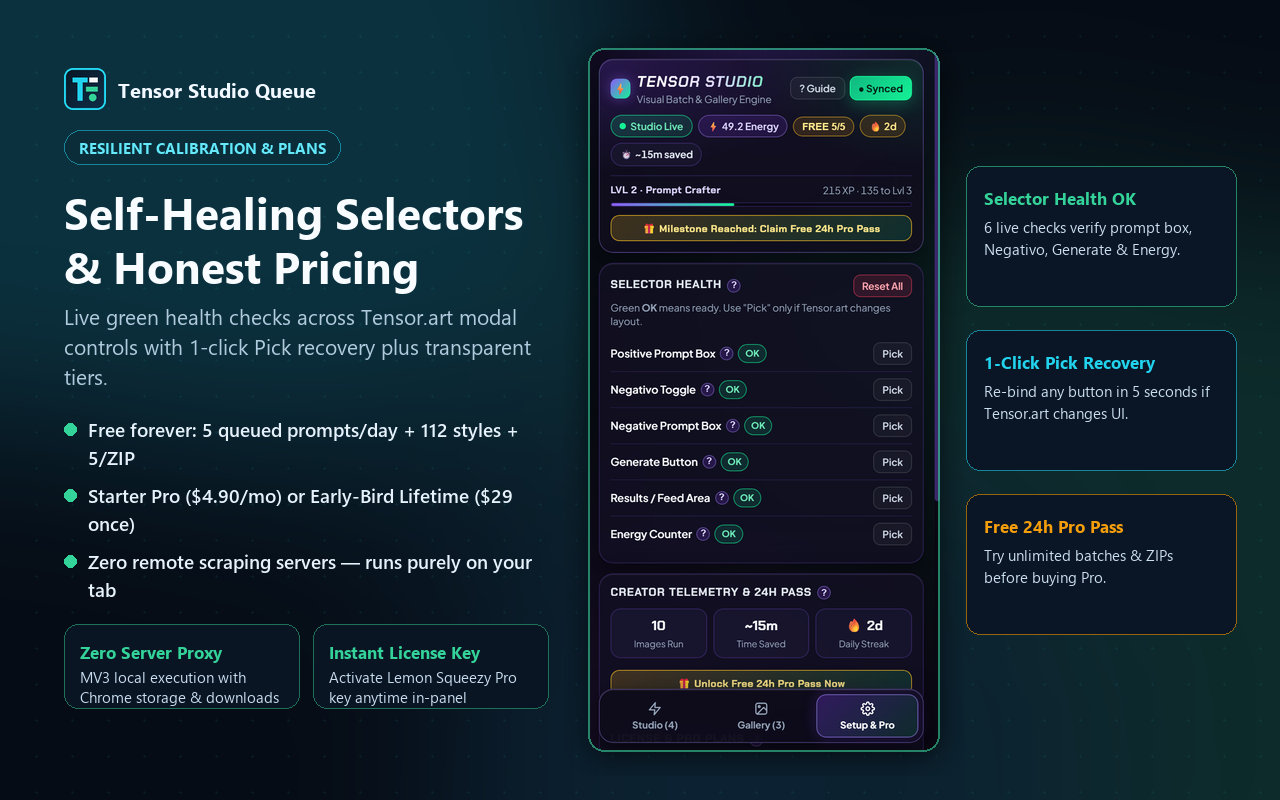 Tensor Studio Queue
RESILIENT CALIBRATION & PLANS
Self-Healing Selectors
& Honest Pricing
Live green health checks across Tensor.art modal
controls with 1-click Pick recovery plus transparent
tiers.
Free forever: 5 queued prompts/day + 112 styles +
5/ZIP
Starter Pro ($4.90/mo) or Early-Bird Lifetime ($29
once)
Zero remote scraping servers — runs purely on your
tab
Zero Server Proxy
MV3 local execution with
Chrome storage & downloads
Instant License Key
Activate Lemon Squeezy Pro
key anytime in-panel
TENSOR STUDIO
Visual Batch & Gallery Engine
? Guide
● Synced
Studio Live
49.2 Energy
FREE 5/5
🔥 2d
~15m saved
LVL 2 · Prompt Crafter
215 XP · 135 to Lvl 3
🎁 Milestone Reached: Claim Free 24h Pro Pass
SELECTOR HEALTH ?
Reset All
Green OK means ready. Use "Pick" only if Tensor.art changes
layout.
Positive Prompt Box ? OK Pick
Negativo Toggle ? OK Pick
Negative Prompt Box ? OK Pick
Generate Button ? OK Pick
Results / Feed Area ? OK Pick
Energy Counter ? OK Pick
CREATOR TELEMETRY & 24H PASS ?
10
Images Run
~15m
Time Saved
🔥 2d
Daily Streak
🎁 Unlock Free 24h Pro Pass Now
Studio (4)
Gallery (3)
Setup & Pro
LICENSE & PRO PLANS ?
Selector Health OK
6 live checks verify prompt box,
Negativo, Generate & Energy.
1-Click Pick Recovery
Re-bind any button in 5 seconds if
Tensor.art changes UI.
Free 24h Pro Pass
Try unlimited batches & ZIPs
before buying Pro.